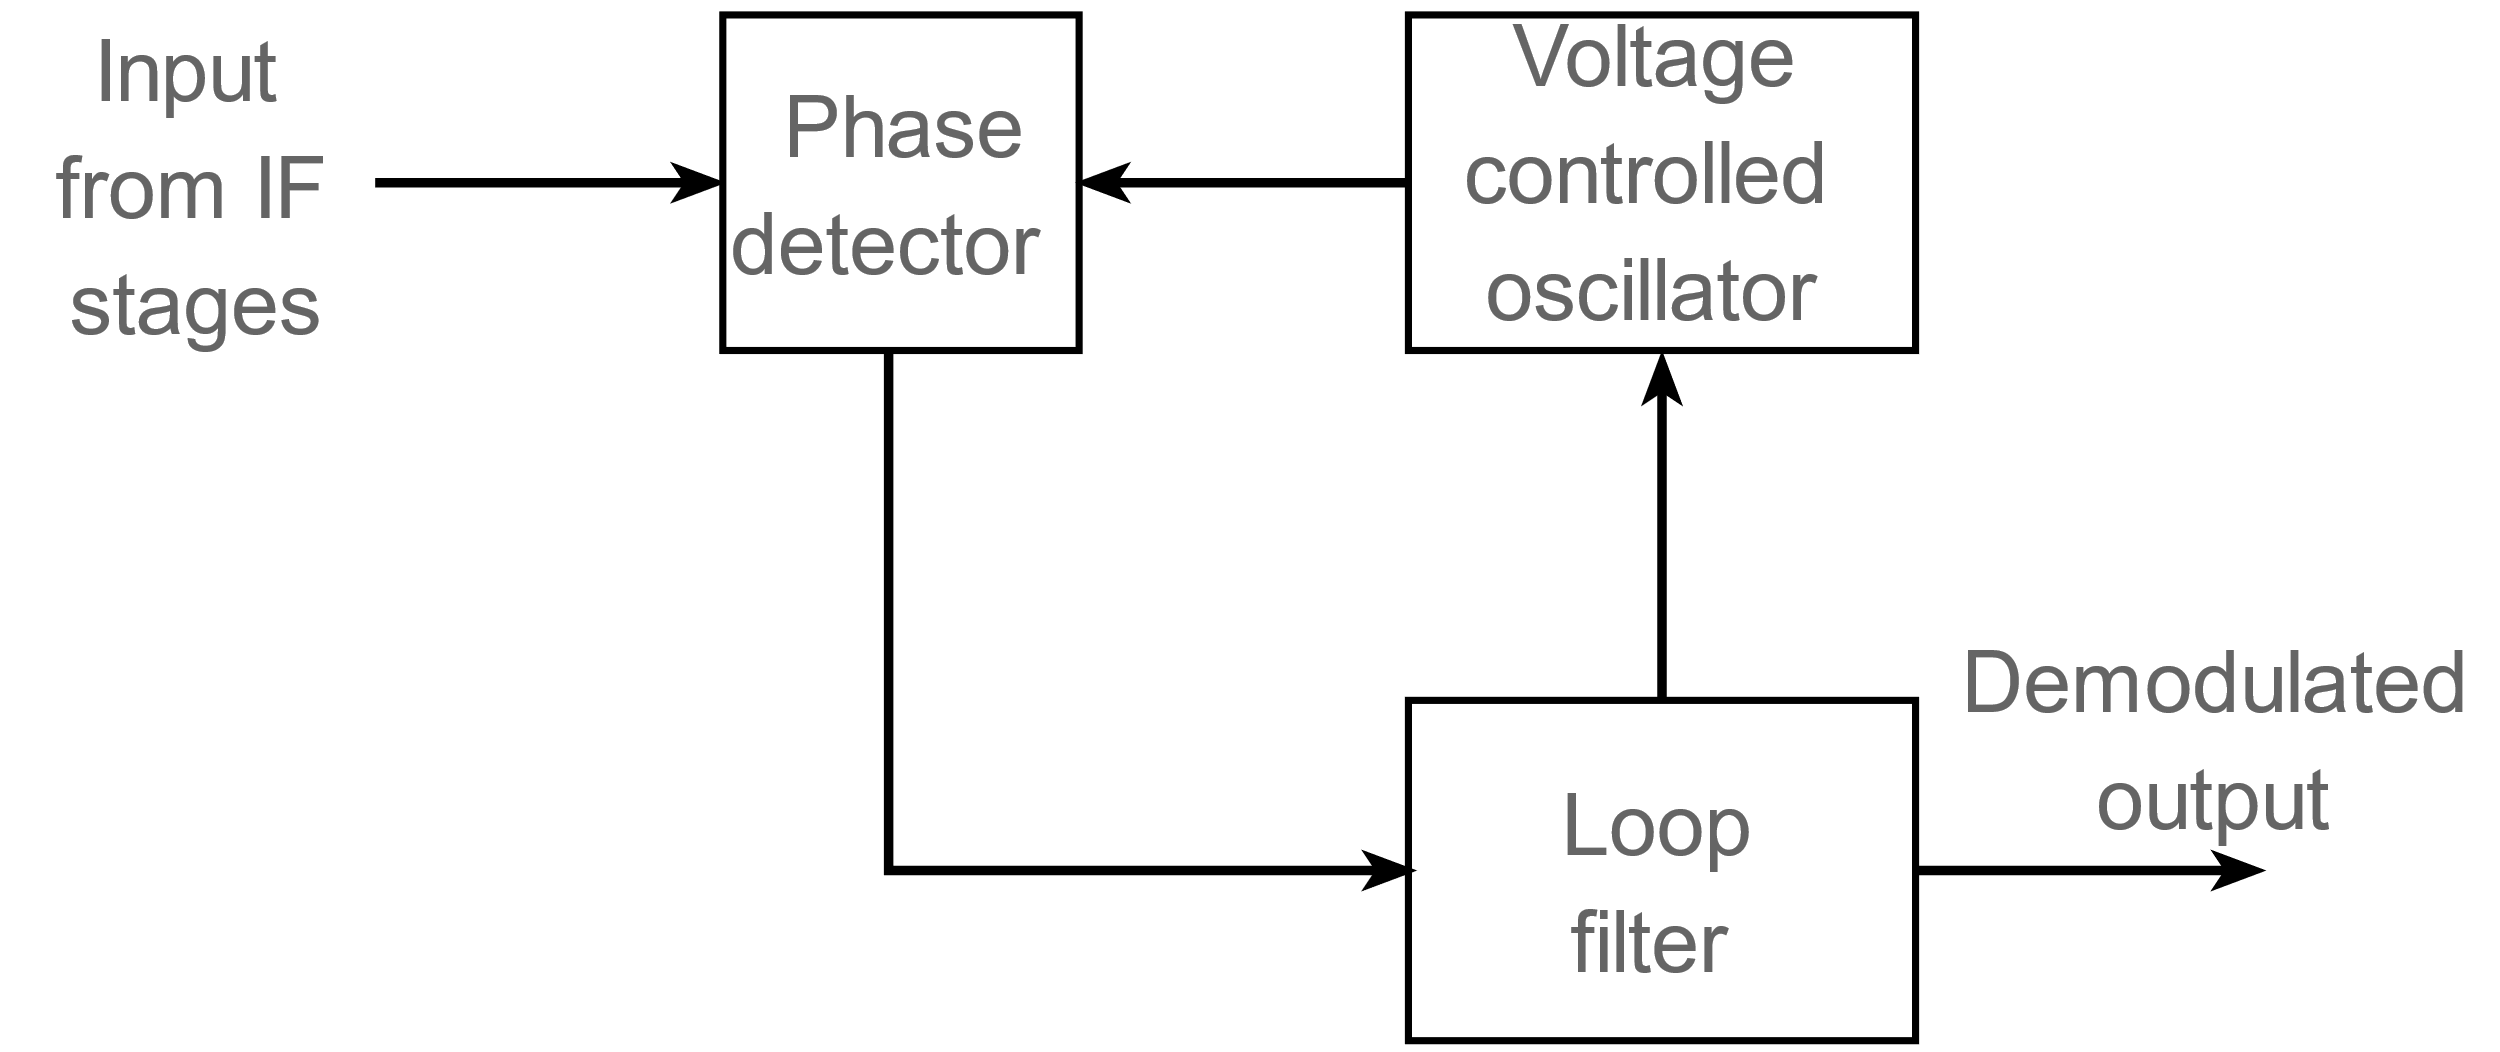 Input
from IF
stages
Phase
detector
Voltage
controlled
oscillator
Loop
filter
Demodulated
output